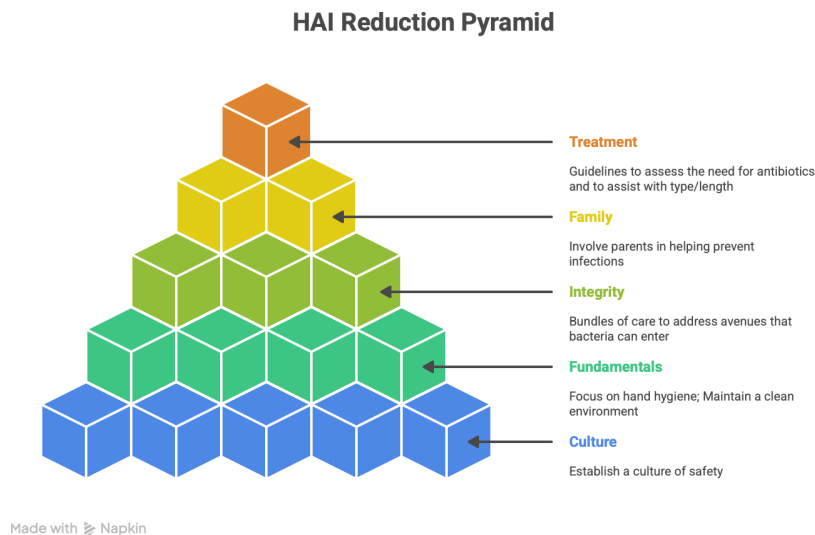 HAI Reduction Pyramid
Treatment
Guidelines to assess the need for antibiotics
and to assist with type/length
Family
Involve parents in helping prevent
infections
Integrity
Bundles of care to address avenues that
bacteria can enter
Fundamentals
Focus on hand hygiene; Maintain a clean
environment
Culture
Establish a culture of safety
Made with Napkin